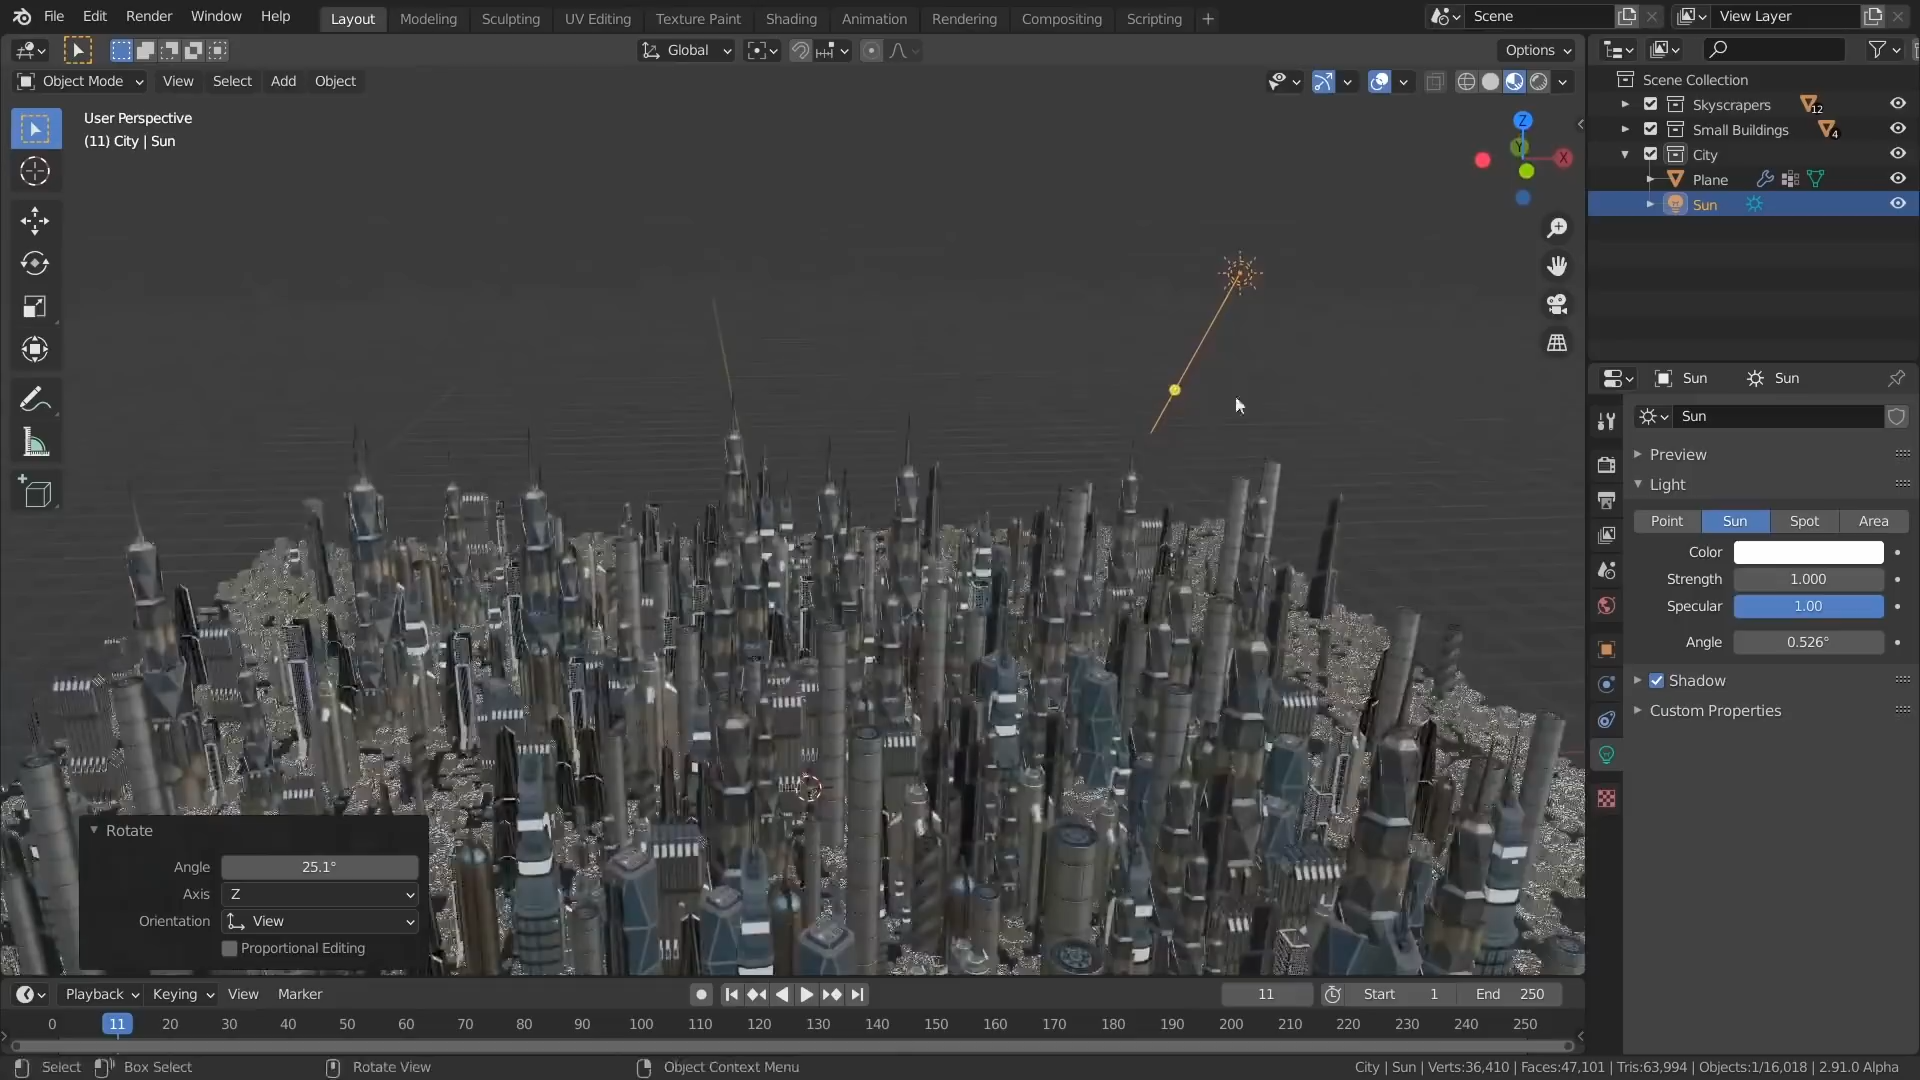 File Edit Render Window Help Layout Modeling Sculpting UV Editing Texture Paint Shading Animation Rendering Compositing Scripting + Scene View Layer
Global Options
Object Mode View Select Add Object
User Perspective
(11) City | Sun
Z
Y
X
Scene Collection
Skyscrapers 12
Small Buildings 4
City
Plane
Sun
Sun Sun
Sun
Preview
Light
Point Sun Spot Area
Color
Strength 1.000
Specular 1.00
Angle 0.526°
Shadow
Custom Properties
Rotate
Angle 25.1°
Axis Z
Orientation View
Proportional Editing
Playback Keying View Marker 11 Start 1 End 250
0 11 20 30 40 50 60 70 80 90 100 110 120 130 140 150 160 170 180 190 200 210 220 230 240 250
Select Box Select Rotate View Object Context Menu City | Sun | Verts:36,410 | Faces:47,101 | Tris:63,994 | Objects:1/16,018 | 2.91.0 Alpha